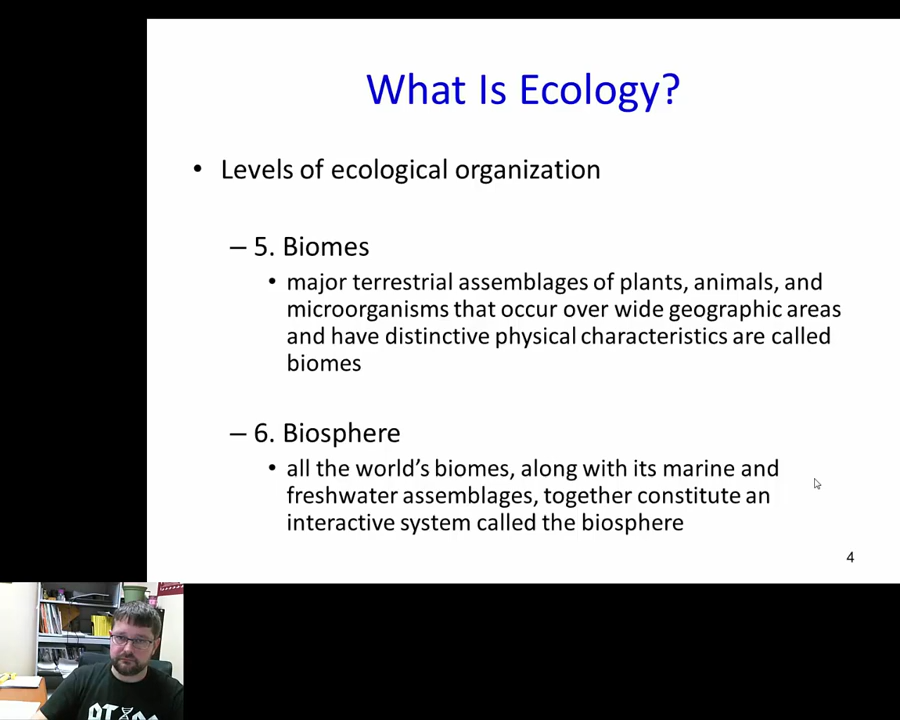 What Is Ecology?
• Levels of ecological organization
– 5. Biomes
• major terrestrial assemblages of plants, animals, and
microorganisms that occur over wide geographic areas
and have distinctive physical characteristics are called
biomes
– 6. Biosphere
• all the world’s biomes, along with its marine and
freshwater assemblages, together constitute an
interactive system called the biosphere
4